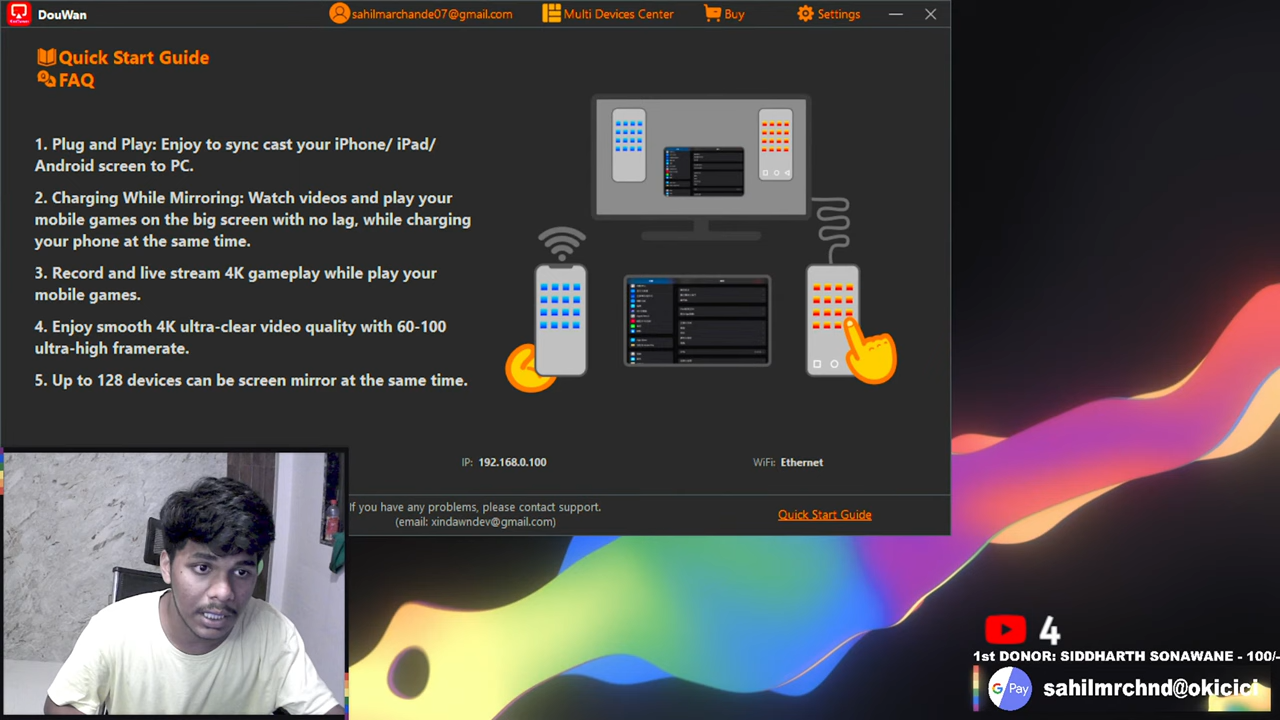 DouWan
sahilmarchande07@gmail.com
Multi Devices Center
Buy
Settings
Quick Start Guide
FAQ
1. Plug and Play: Enjoy to sync cast your iPhone/ iPad/
Android screen to PC.
2. Charging While Mirroring: Watch videos and play your
mobile games on the big screen with no lag, while charging
your phone at the same time.
3. Record and live stream 4K gameplay while play your
mobile games.
4. Enjoy smooth 4K ultra-clear video quality with 60-100
ultra-high framerate.
5. Up to 128 devices can be screen mirror at the same time.
IP: 192.168.0.100
WiFi: Ethernet
If you have any problems, please contact support.
(email: xindawndev@gmail.com)
Quick Start Guide
4
1st DONOR: SIDDHARTH SONAWANE - 100/-
G Pay
sahilmrchnd@okicici